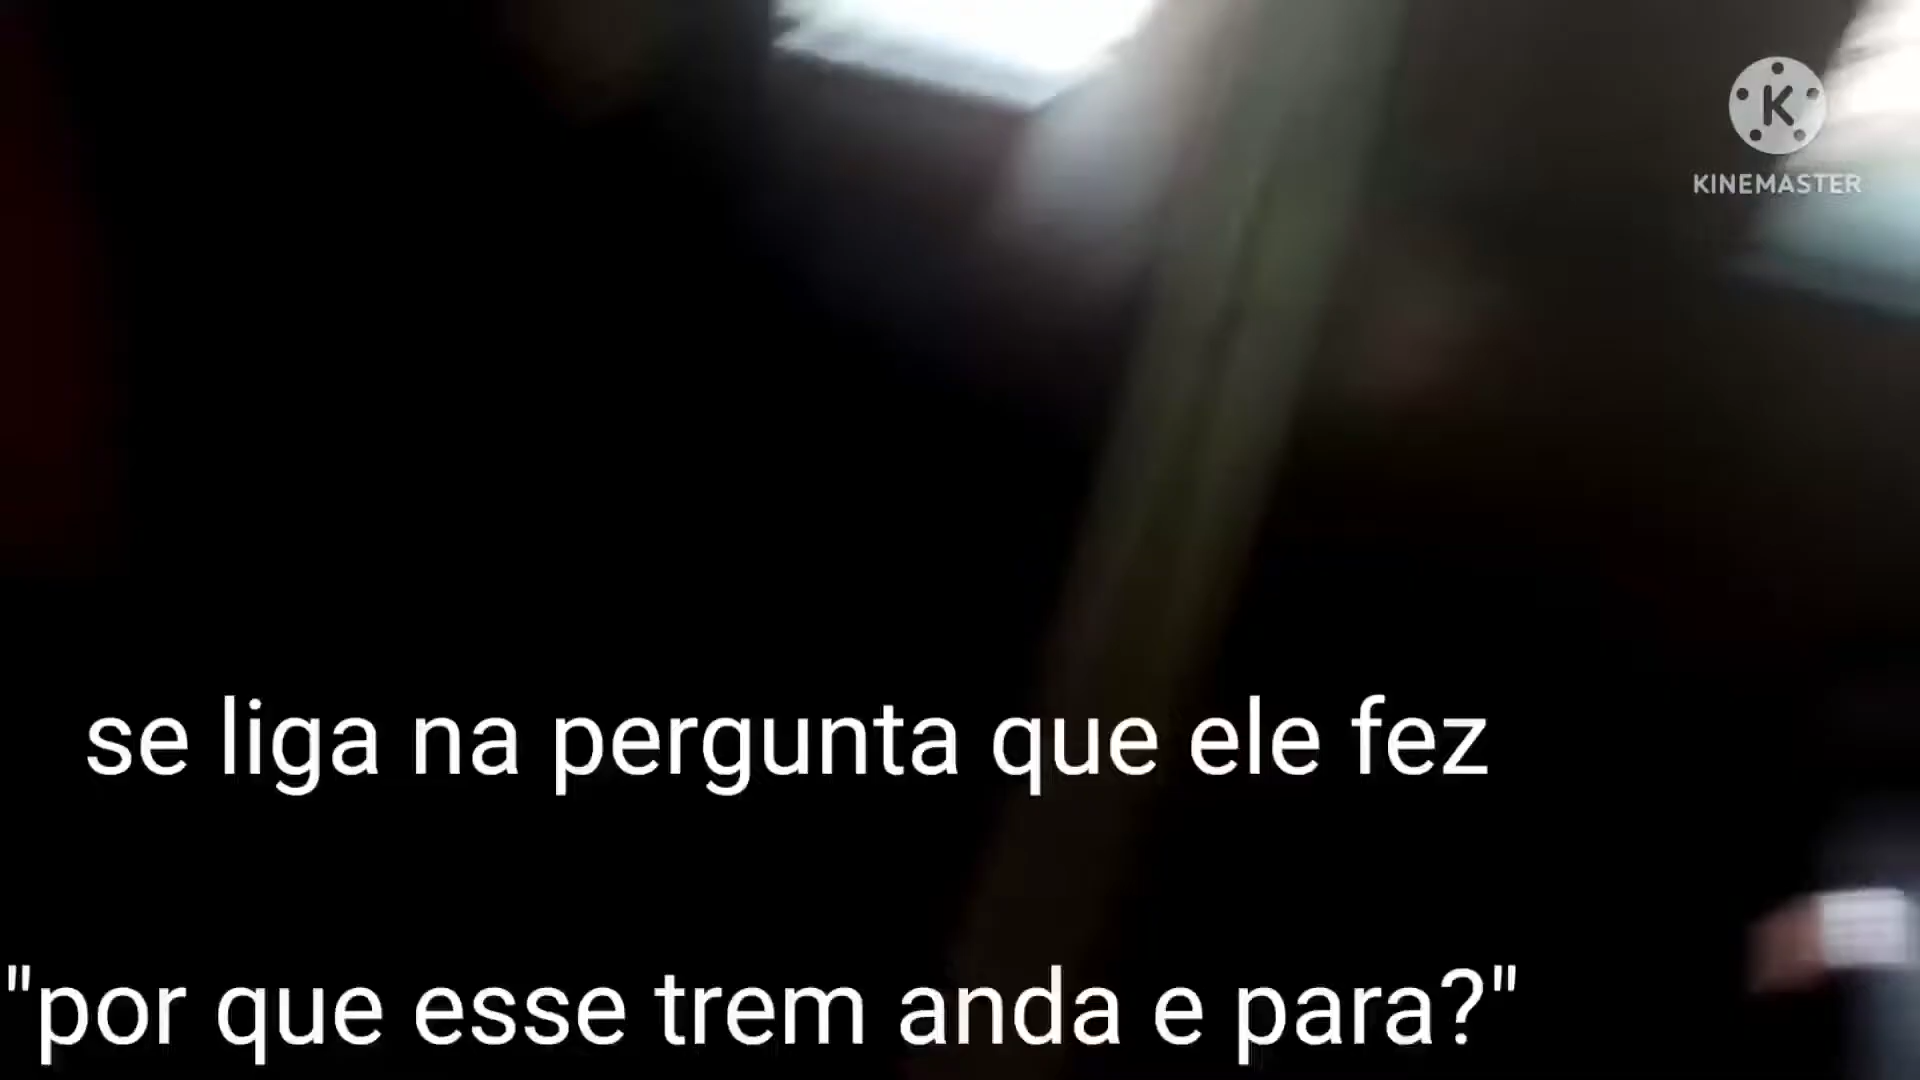 KINEMASTER
se liga na pergunta que ele fez
"por que esse trem anda e para?"